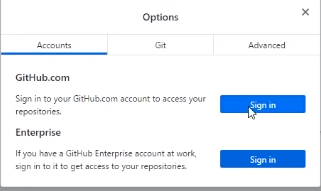 Options
Accounts
Git
Advanced
GitHub.com
Sign in to your GitHub.com account to access your
repositories.
Sign in
Enterprise
If you have a GitHub Enterprise account at work,
sign in to it to get access to your repositories.
Sign in